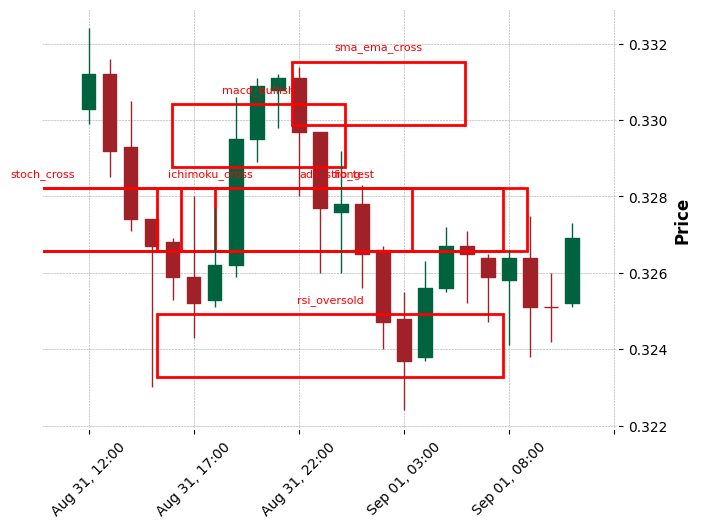 sma_ema_cross
macd_bullish
stoch_cross
ichimoku_cross
rsi_oversold
0.332
0.330
0.328
0.326
0.324
0.322
Price
Aug 31, 12:00
Aug 31, 17:00
Aug 31, 22:00
Sep 01, 03:00
Sep 01, 08:00